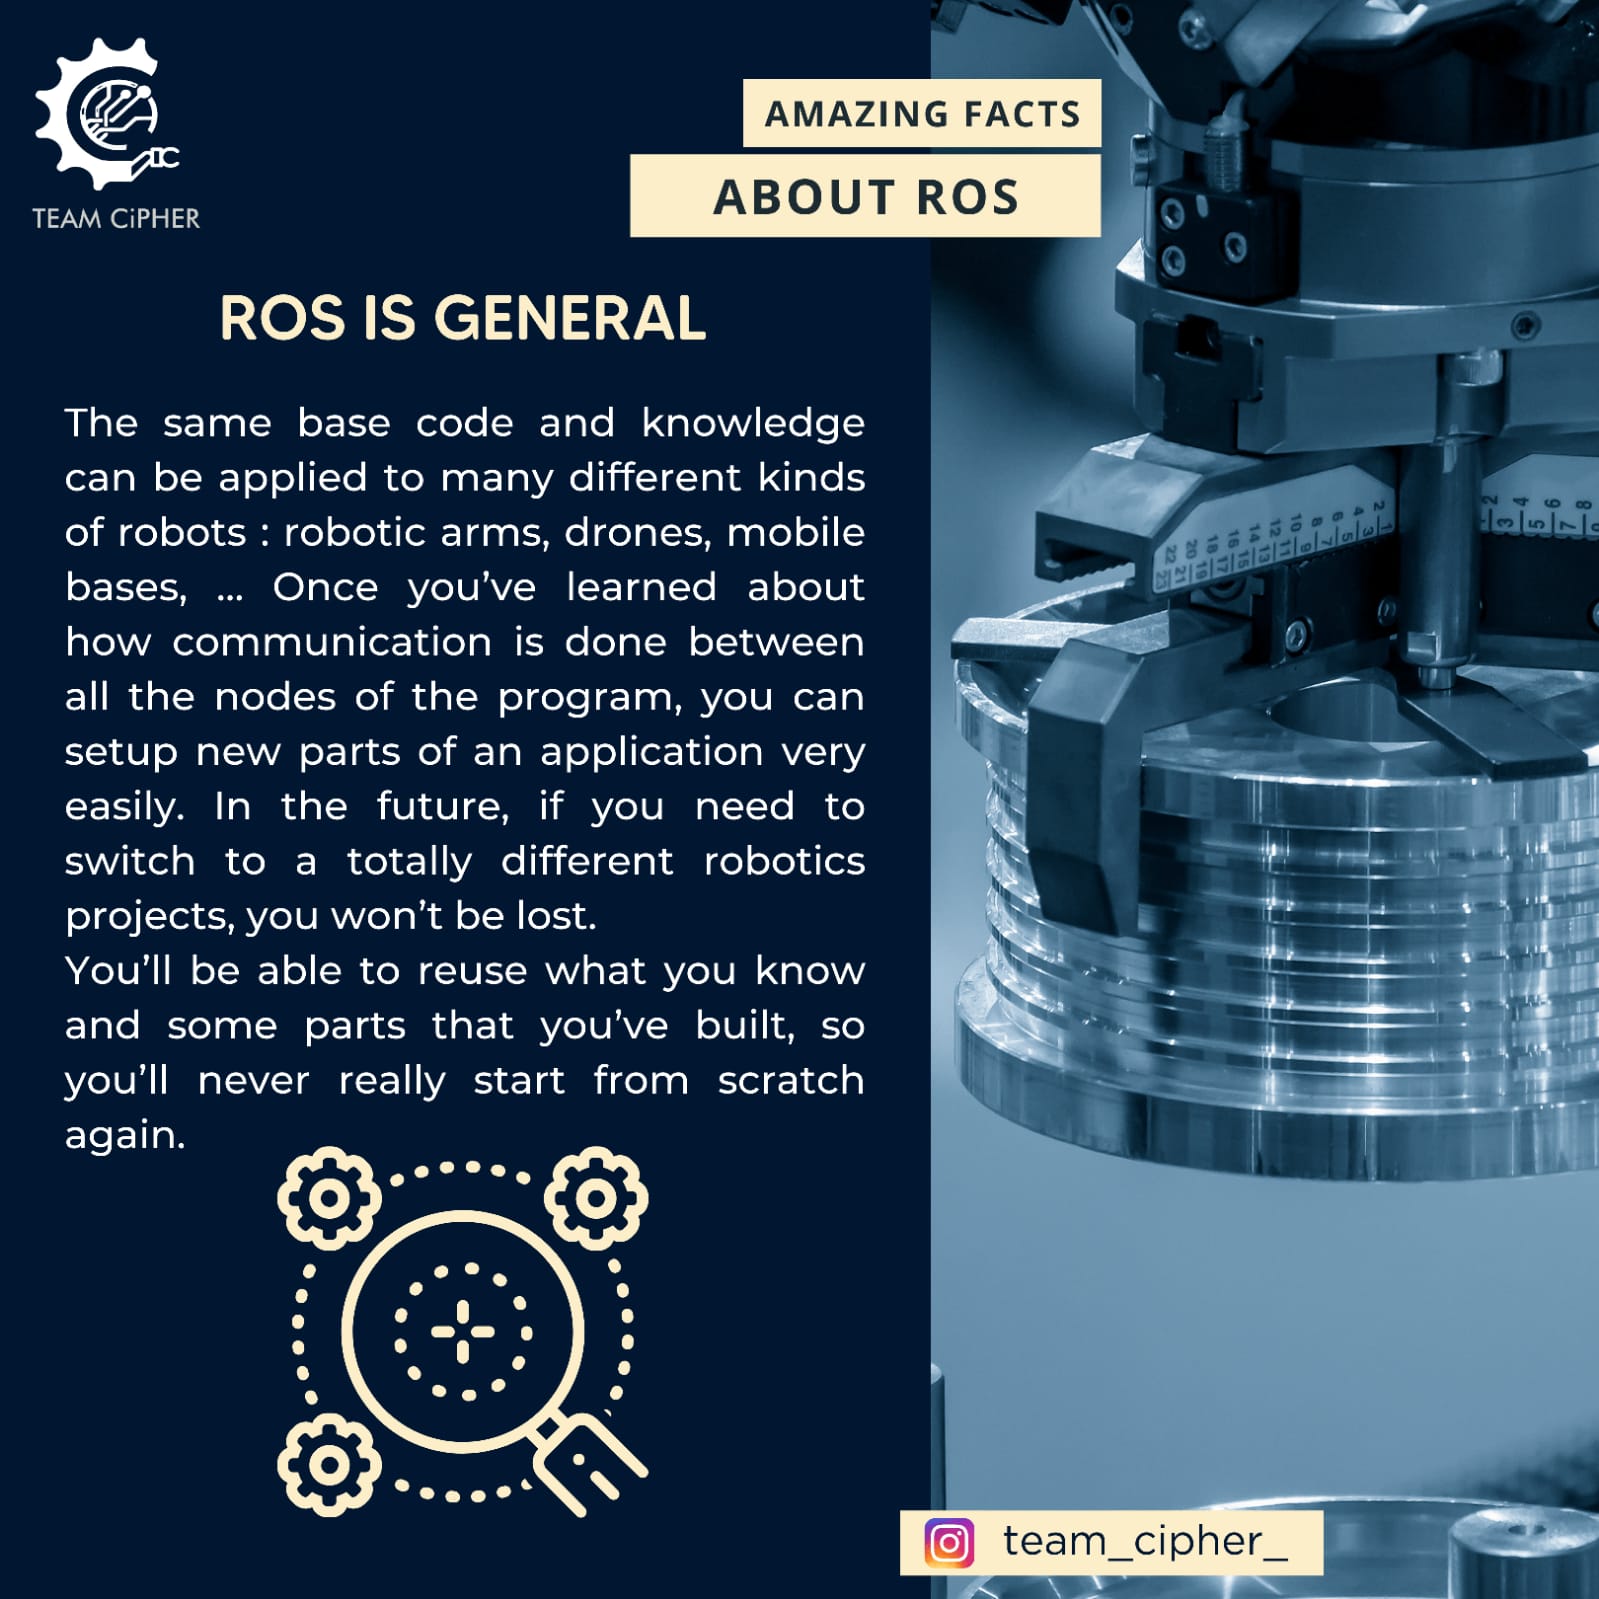 TEAM CiPHER
AMAZING FACTS
ABOUT ROS
ROS IS GENERAL
The same base code and knowledge
can be applied to many different kinds
of robots : robotic arms, drones, mobile
bases, ... Once you’ve learned about
how communication is done between
all the nodes of the program, you can
setup new parts of an application very
easily. In the future, if you need to
switch to a totally different robotics
projects, you won’t be lost.
You’ll be able to reuse what you know
and some parts that you’ve built, so
you’ll never really start from scratch
again.
team_cipher_